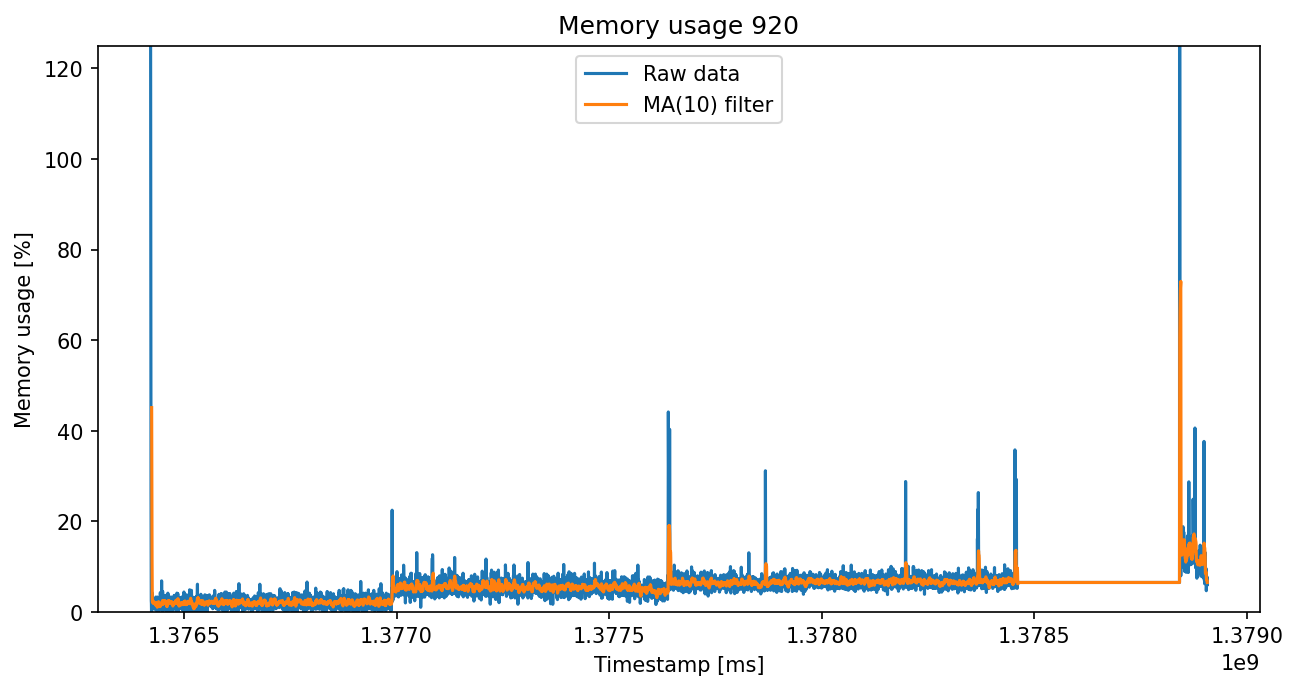 Memory usage 920
Raw data
MA(10) filter
Memory usage [%]
120
100
80
60
40
20
0
1.3765 1.3770 1.3775 1.3780 1.3785 1.3790
1e9
Timestamp [ms]